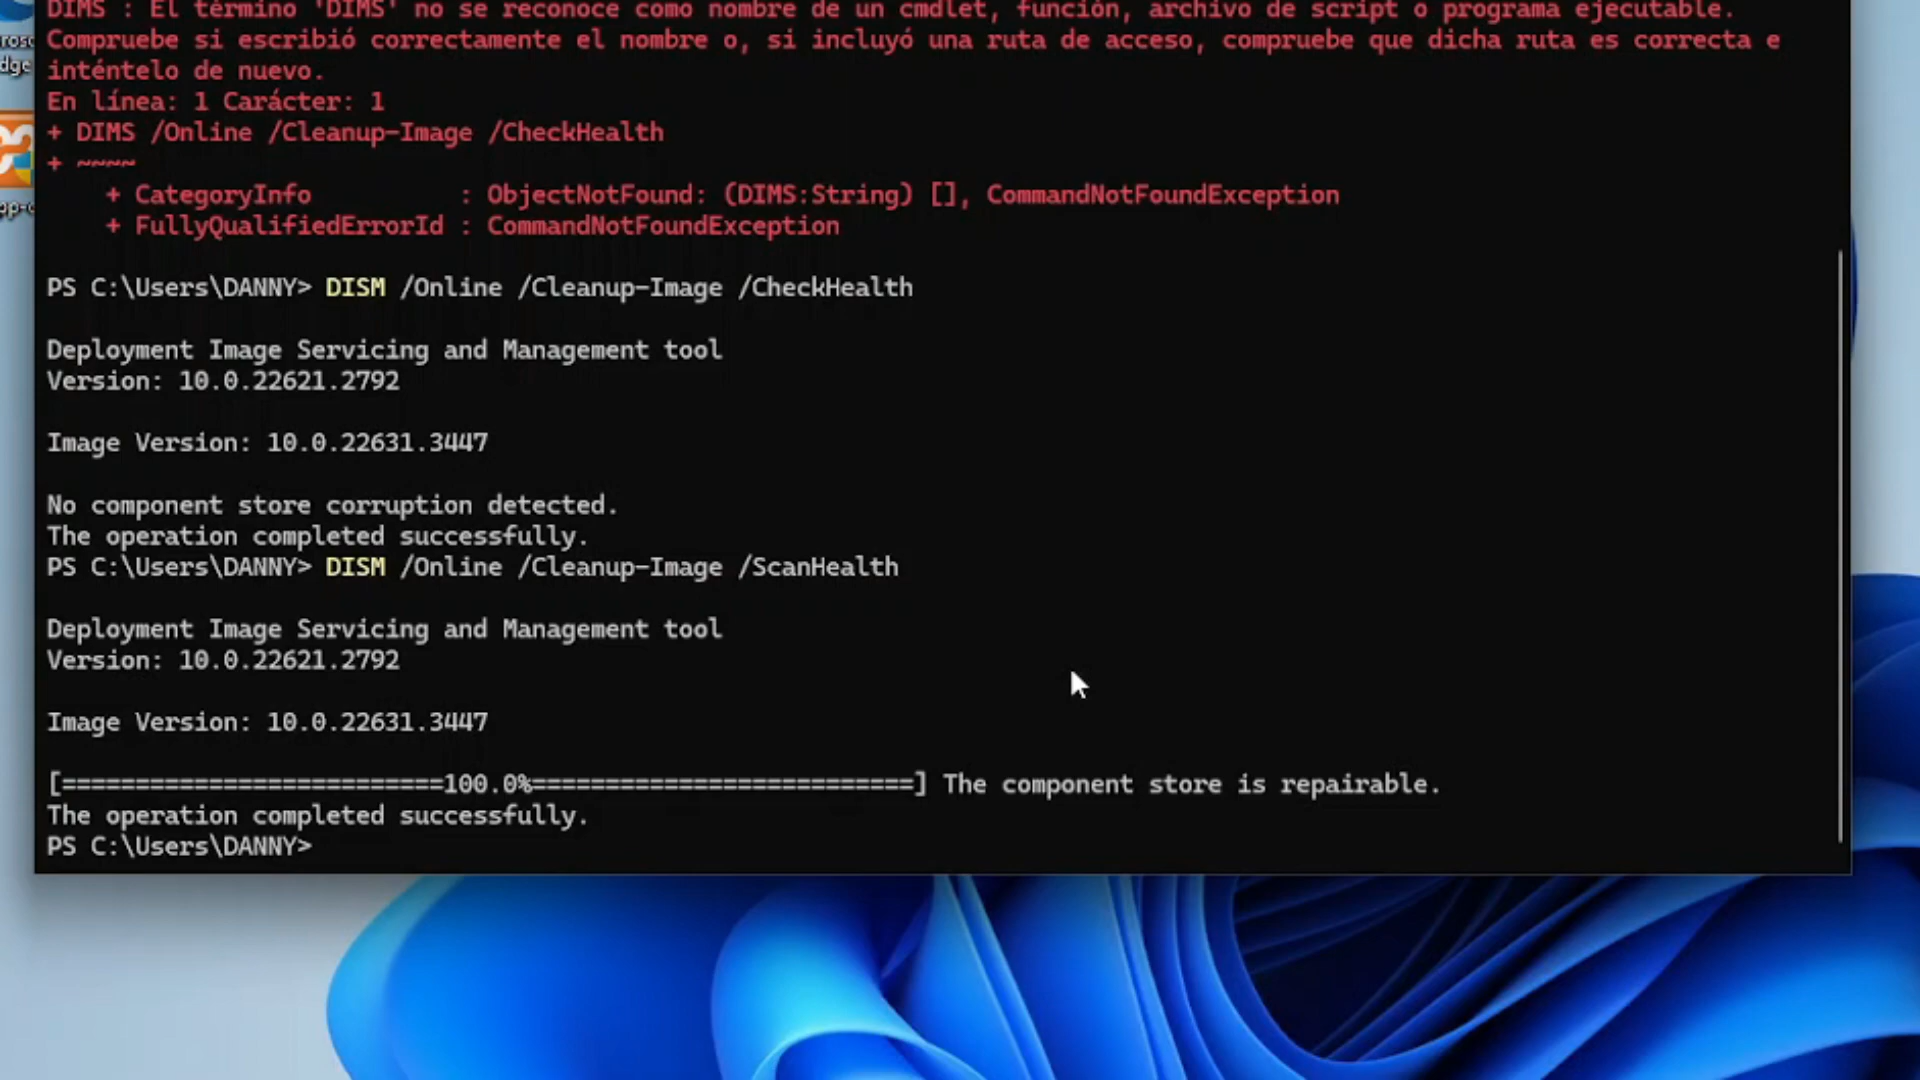 DIMS : El término 'DIMS' no se reconoce como nombre de un cmdlet, función, archivo de script o programa ejecutable.
Compruebe si escribió correctamente el nombre o, si incluyó una ruta de acceso, compruebe que dicha ruta es correcta e
inténtelo de nuevo.
En línea: 1 Carácter: 1
+ DIMS /Online /Cleanup-Image /CheckHealth
+ ~~~~
    + CategoryInfo          : ObjectNotFound: (DIMS:String) [], CommandNotFoundException
    + FullyQualifiedErrorId : CommandNotFoundException
PS C:\Users\DANNY> DISM /Online /Cleanup-Image /CheckHealth
Deployment Image Servicing and Management tool
Version: 10.0.22621.2792
Image Version: 10.0.22631.3447
No component store corruption detected.
The operation completed successfully.
PS C:\Users\DANNY> DISM /Online /Cleanup-Image /ScanHealth
Deployment Image Servicing and Management tool
Version: 10.0.22621.2792
Image Version: 10.0.22631.3447
[==========================100.0%==========================] The component store is repairable.
The operation completed successfully.
PS C:\Users\DANNY>